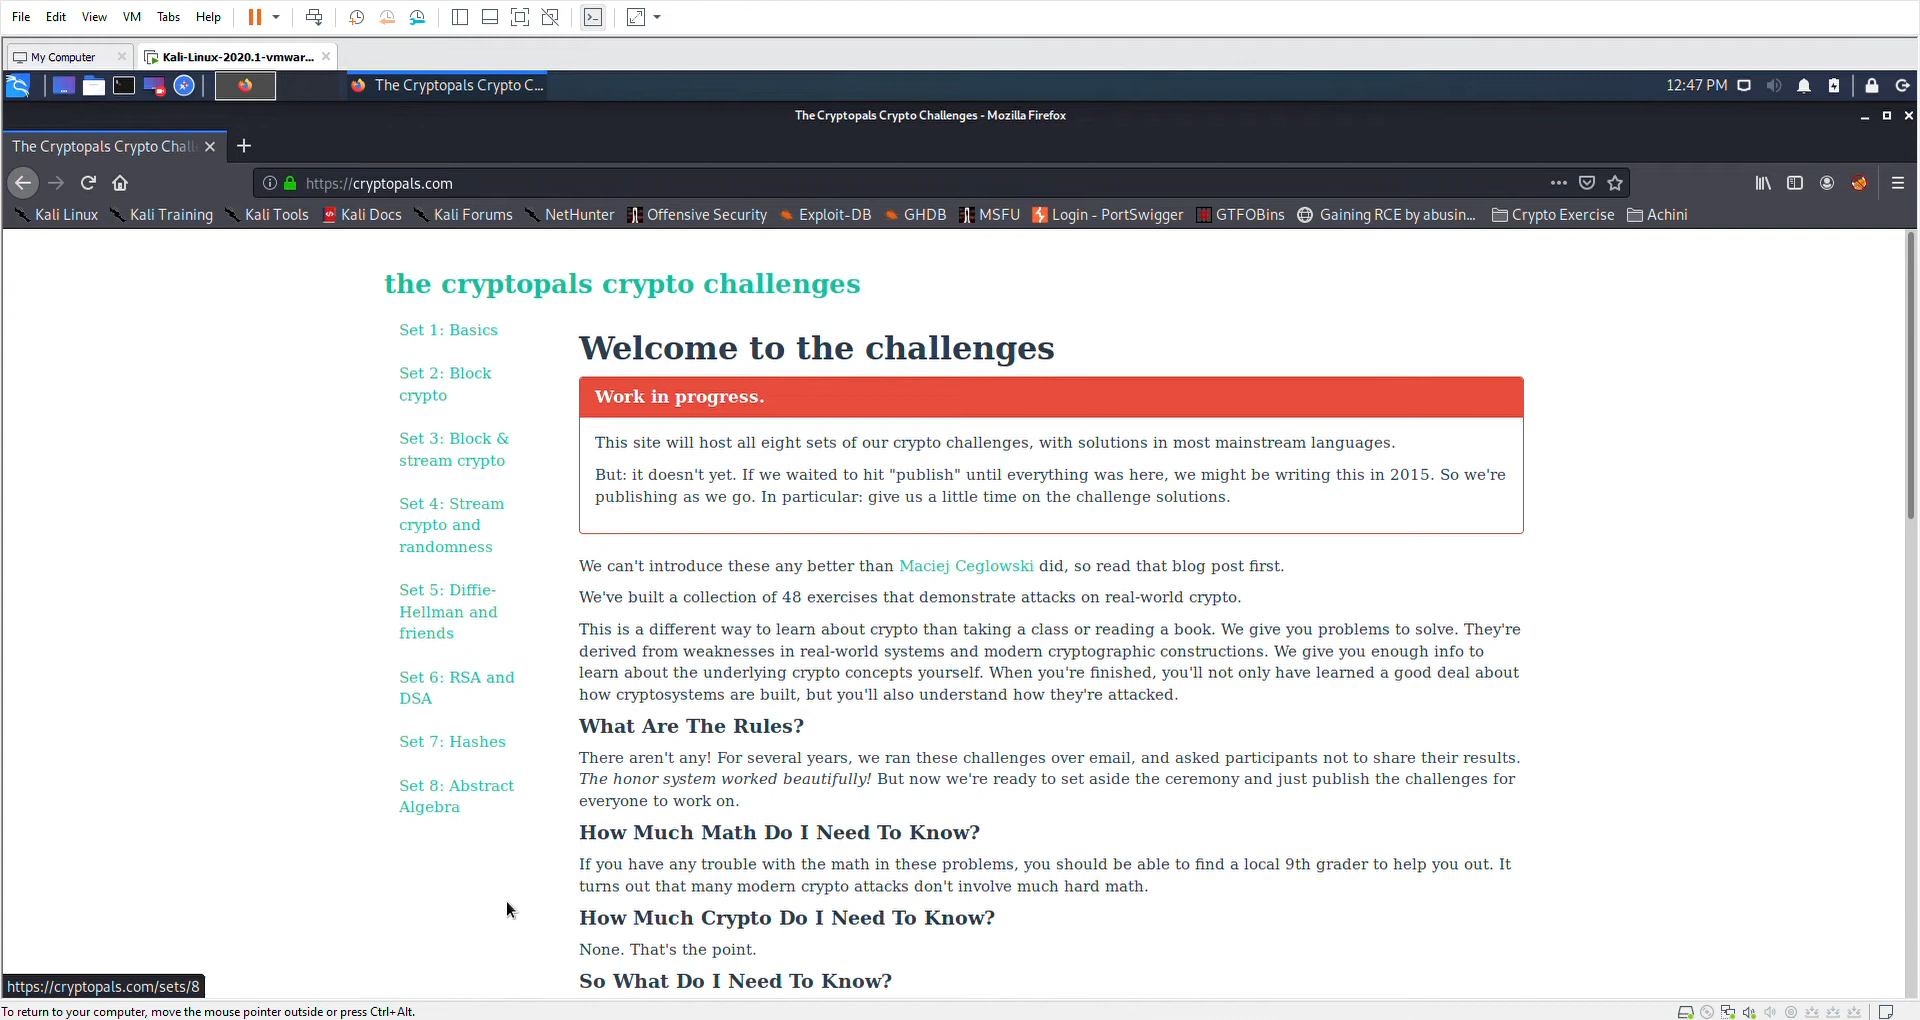 File Edit View VM Tabs Help
My Computer
Kali-Linux-2020.1-vmwar...
The Cryptopals Crypto C...
12:47 PM
The Cryptopals Crypto Challenges - Mozilla Firefox
The Cryptopals Crypto Chall
https://cryptopals.com
Kali Linux Kali Training Kali Tools Kali Docs Kali Forums NetHunter Offensive Security Exploit-DB GHDB MSFU Login - PortSwigger GTFOBins Gaining RCE by abusin... Crypto Exercise Achini
the cryptopals crypto challenges
Set 1: Basics
Set 2: Block
crypto
Set 3: Block &
stream crypto
Set 4: Stream
crypto and
randomness
Set 5: Diffie-
Hellman and
friends
Set 6: RSA and
DSA
Set 7: Hashes
Set 8: Abstract
Algebra
Welcome to the challenges
Work in progress.
This site will host all eight sets of our crypto challenges, with solutions in most mainstream languages.
But: it doesn't yet. If we waited to hit "publish" until everything was here, we might be writing this in 2015. So we're
publishing as we go. In particular: give us a little time on the challenge solutions.
We can't introduce these any better than Maciej Ceglowski did, so read that blog post first.
We've built a collection of 48 exercises that demonstrate attacks on real-world crypto.
This is a different way to learn about crypto than taking a class or reading a book. We give you problems to solve. They're
derived from weaknesses in real-world systems and modern cryptographic constructions. We give you enough info to
learn about the underlying crypto concepts yourself. When you're finished, you'll not only have learned a good deal about
how cryptosystems are built, but you'll also understand how they're attacked.
What Are The Rules?
There aren't any! For several years, we ran these challenges over email, and asked participants not to share their results.
The honor system worked beautifully! But now we're ready to set aside the ceremony and just publish the challenges for
everyone to work on.
How Much Math Do I Need To Know?
If you have any trouble with the math in these problems, you should be able to find a local 9th grader to help you out. It
turns out that many modern crypto attacks don't involve much hard math.
How Much Crypto Do I Need To Know?
None. That's the point.
So What Do I Need To Know?
https://cryptopals.com/sets/8
To return to your computer, move the mouse pointer outside or press Ctrl+Alt.